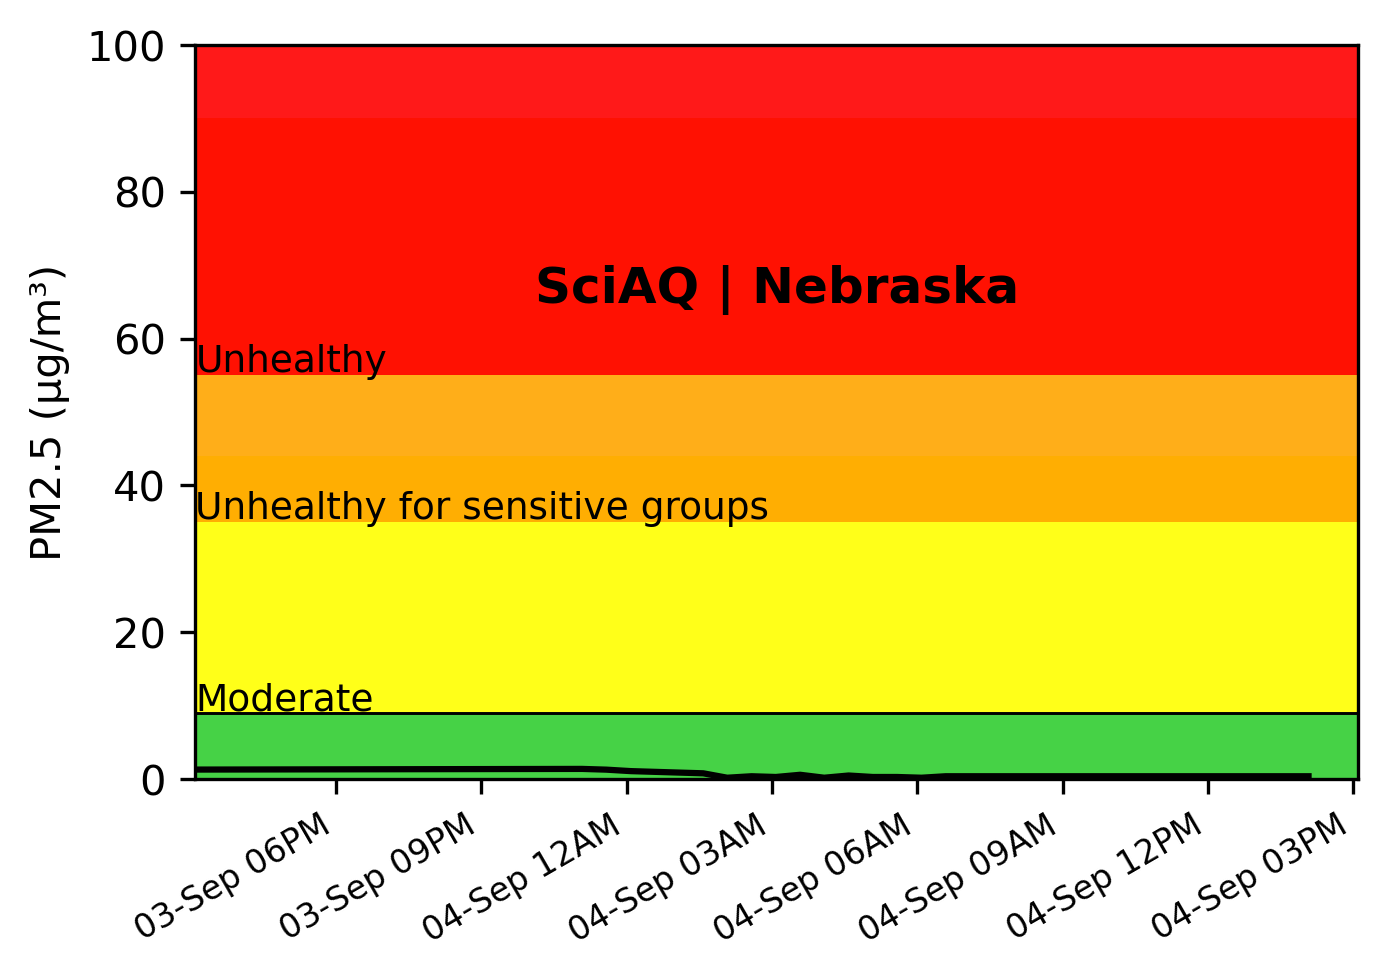 100
80
60
40
20
0
PM2.5 (µg/m³)
SciAQ | Nebraska
Unhealthy
Unhealthy for sensitive groups
Moderate
03-Sep 06PM
03-Sep 09PM
04-Sep 12AM
04-Sep 03AM
04-Sep 06AM
04-Sep 09AM
04-Sep 12PM
04-Sep 03PM